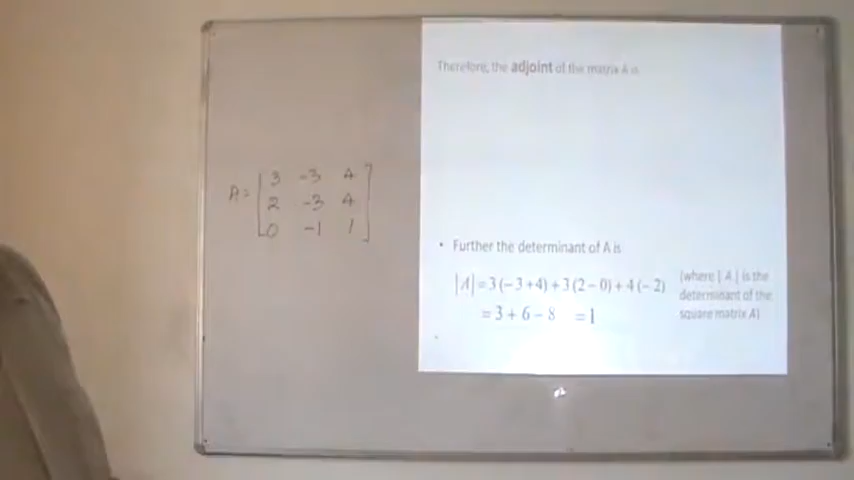 Therefore, the adjoint of the matrix A is
A = [ 3 -3 4
2 -3 4
0 -1 1 ]
• Further the determinant of A is
|A| = 3(-3+4)+3(2-0)+4(-2)
= 3+6-8 =1
(where | A | is the
determinant of the
square matrix A)